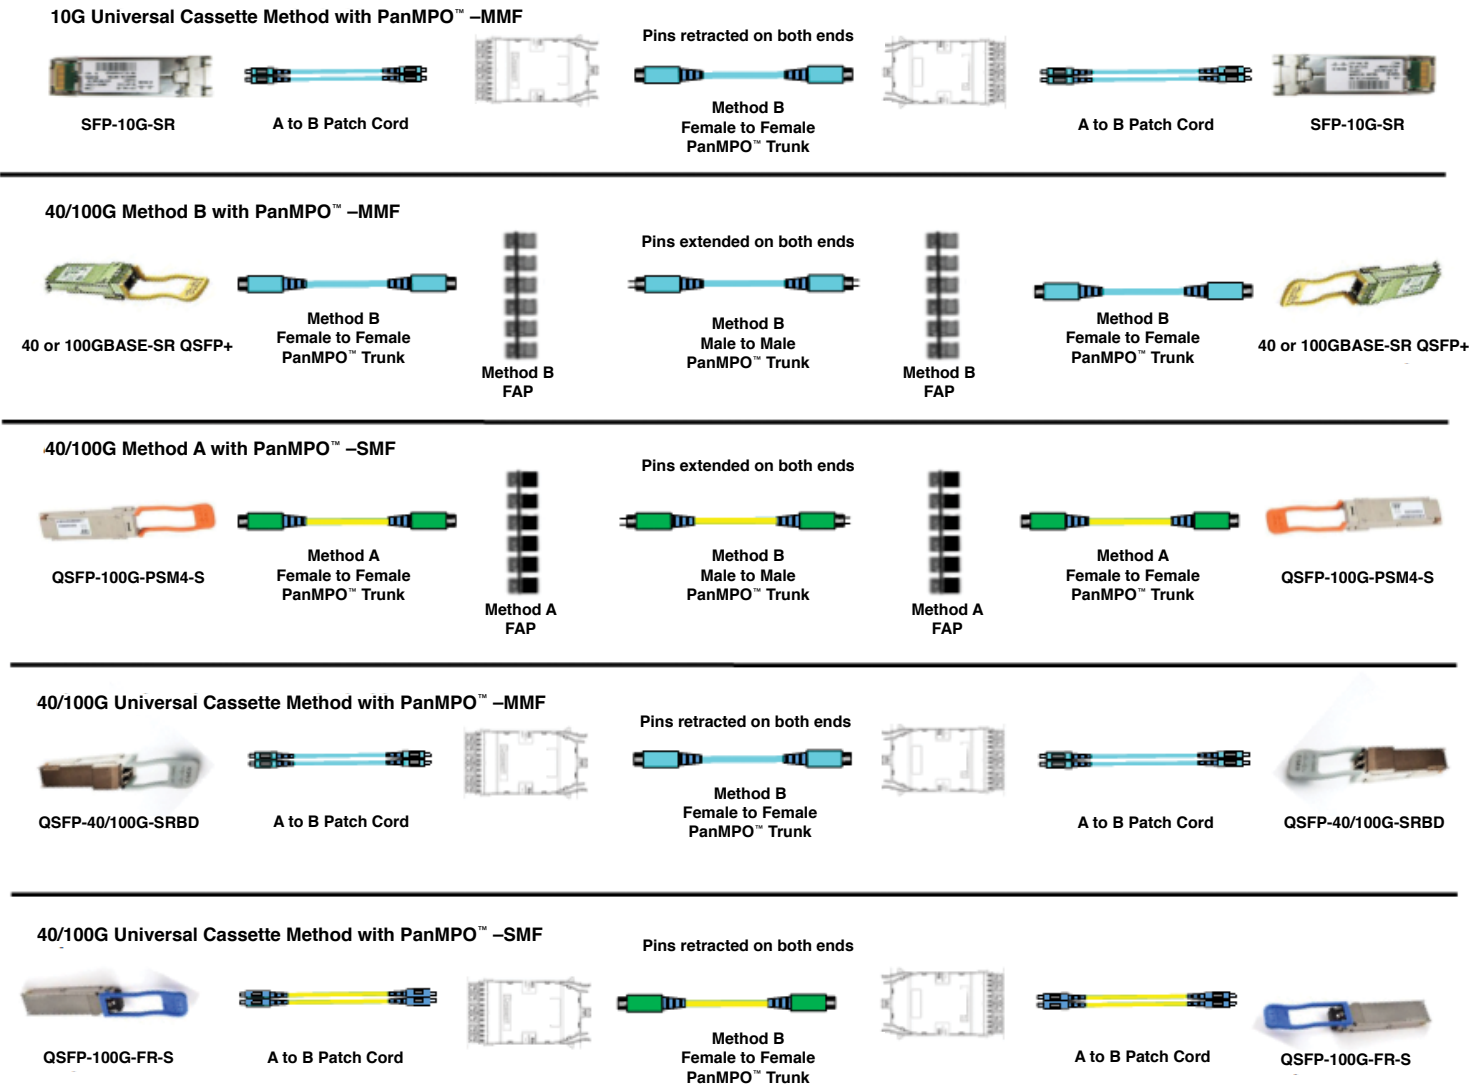 10G Universal Cassette Method with PanMPO™ –MMF
Pins retracted on both ends
SFP-10G-SR
A to B Patch Cord
Method B
Female to Female
PanMPO™ Trunk
A to B Patch Cord
SFP-10G-SR
40/100G Method B with PanMPO™ –MMF
Pins extended on both ends
40 or 100GBASE-SR QSFP+
Method B
Female to Female
PanMPO™ Trunk
Method B
FAP
Method B
Male to Male
PanMPO™ Trunk
Method B
FAP
Method B
Female to Female
PanMPO™ Trunk
40 or 100GBASE-SR QSFP+
40/100G Method A with PanMPO™ –SMF
Pins extended on both ends
QSFP-100G-PSM4-S
Method A
Female to Female
PanMPO™ Trunk
Method A
FAP
Method B
Male to Male
PanMPO™ Trunk
Method A
FAP
Method A
Female to Female
PanMPO™ Trunk
QSFP-100G-PSM4-S
40/100G Universal Cassette Method with PanMPO™ –MMF
Pins retracted on both ends
QSFP-40/100G-SRBD
A to B Patch Cord
Method B
Female to Female
PanMPO™ Trunk
A to B Patch Cord
QSFP-40/100G-SRBD
40/100G Universal Cassette Method with PanMPO™ –SMF
Pins retracted on both ends
QSFP-100G-FR-S
A to B Patch Cord
Method B
Female to Female
PanMPO™ Trunk
A to B Patch Cord
QSFP-100G-FR-S